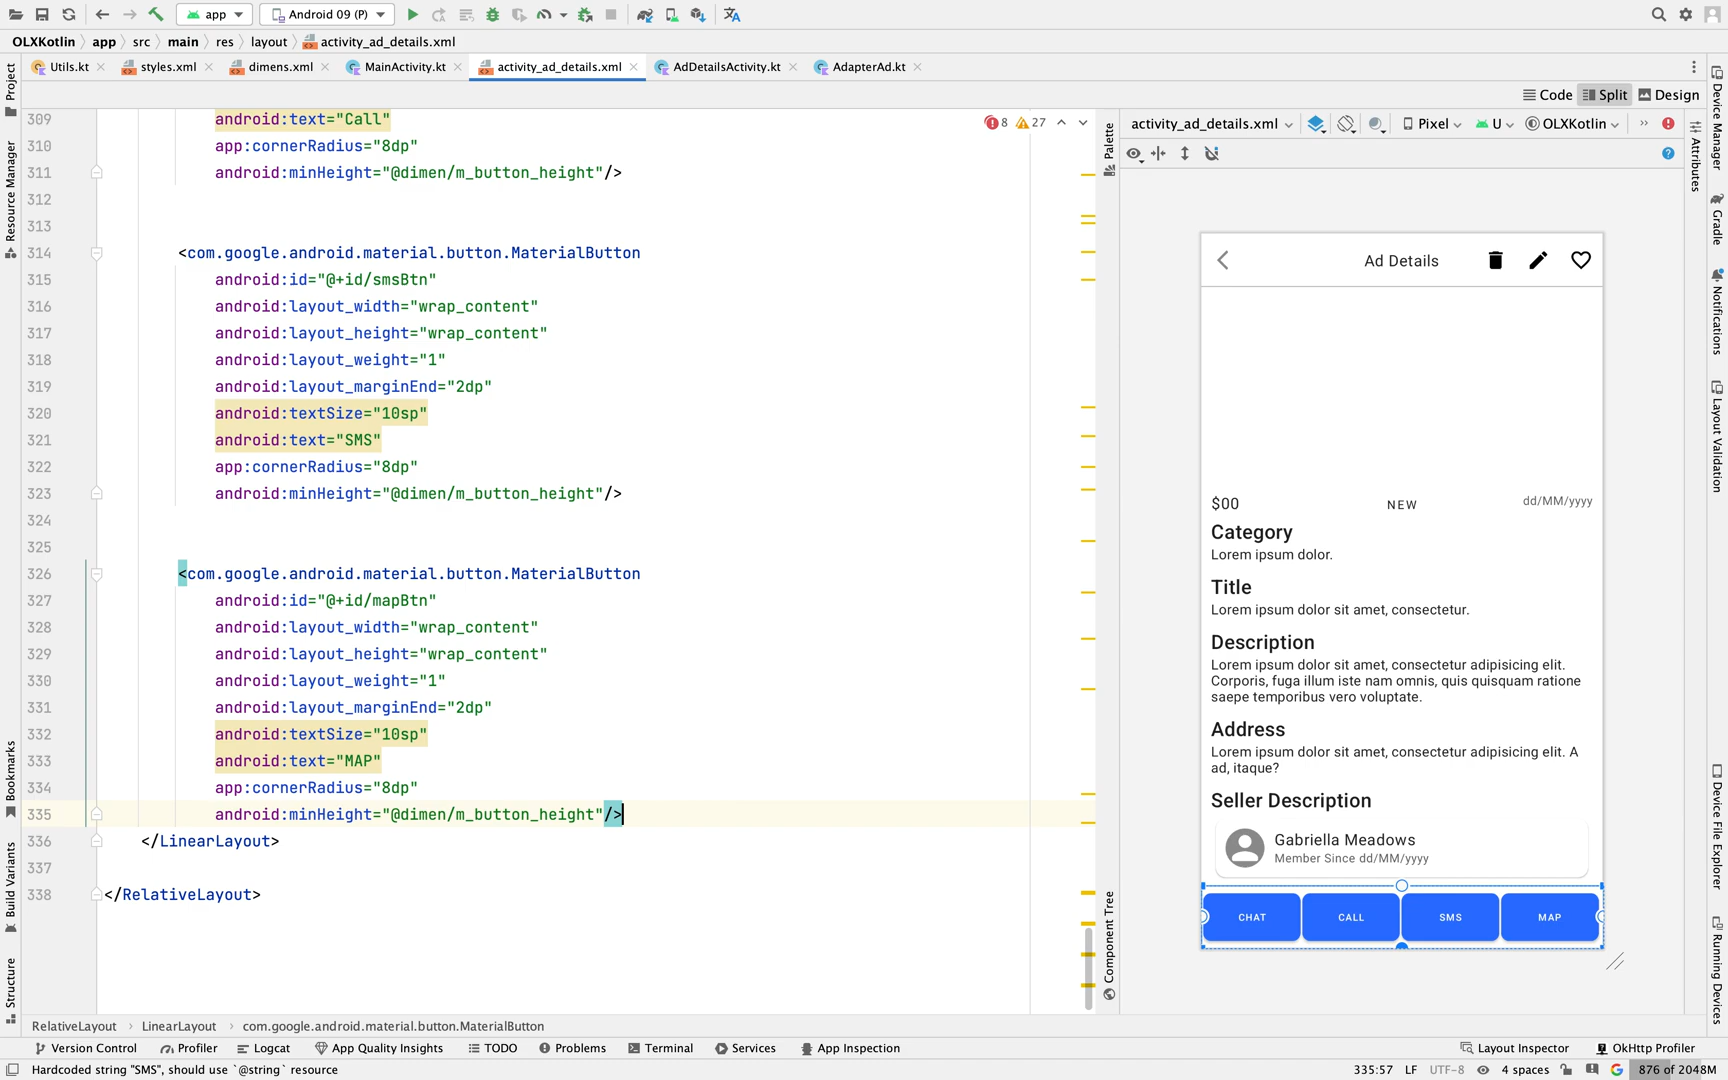 app
Android 09 (P)
OLXKotlin
app
src
main
res
layout
activity_ad_details.xml
Utils.kt
styles.xml
dimens.xml
MainActivity.kt
activity_ad_details.xml
AdDetailsActivity.kt
AdapterAd.kt
Code
Split
Design
309 android:text="Call"
310 app:cornerRadius="8dp"
311 android:minHeight="@dimen/m_button_height"/>
312
313
314 <com.google.android.material.button.MaterialButton
315 android:id="@+id/smsBtn"
316 android:layout_width="wrap_content"
317 android:layout_height="wrap_content"
318 android:layout_weight="1"
319 android:layout_marginEnd="2dp"
320 android:textSize="10sp"
321 android:text="SMS"
322 app:cornerRadius="8dp"
323 android:minHeight="@dimen/m_button_height"/>
324
325
326 <com.google.android.material.button.MaterialButton
327 android:id="@+id/mapBtn"
328 android:layout_width="wrap_content"
329 android:layout_height="wrap_content"
330 android:layout_weight="1"
331 android:layout_marginEnd="2dp"
332 android:textSize="10sp"
333 android:text="MAP"
334 app:cornerRadius="8dp"
335 android:minHeight="@dimen/m_button_height"/>
336 </LinearLayout>
337
338 </RelativeLayout>
8 27
Project
Resource Manager
Bookmarks
Build Variants
Structure
Palette
Component Tree
activity_ad_details.xml
Pixel
U
OLXKotlin
Ad Details
$00
NEW
dd/MM/yyyy
Category
Lorem ipsum dolor.
Title
Lorem ipsum dolor sit amet, consectetur.
Description
Lorem ipsum dolor sit amet, consectetur adipisicing elit.
Corporis, fuga illum iste nam omnis, quis quisquam ratione
saepe temporibus vero voluptate.
Address
Lorem ipsum dolor sit amet, consectetur adipisicing elit. A
ad, itaque?
Seller Description
Gabriella Meadows
Member Since dd/MM/yyyy
CHAT
CALL
SMS
MAP
Attributes
Device Manager
Gradle
Notifications
Layout Validation
Device File Explorer
Running Devices
RelativeLayout
LinearLayout
com.google.android.material.button.MaterialButton
Version Control
Profiler
Logcat
App Quality Insights
TODO
Problems
Terminal
Services
App Inspection
Layout Inspector
OkHttp Profiler
Hardcoded string "SMS", should use `@string` resource
335:57
LF
UTF-8
4 spaces
876 of 2048M